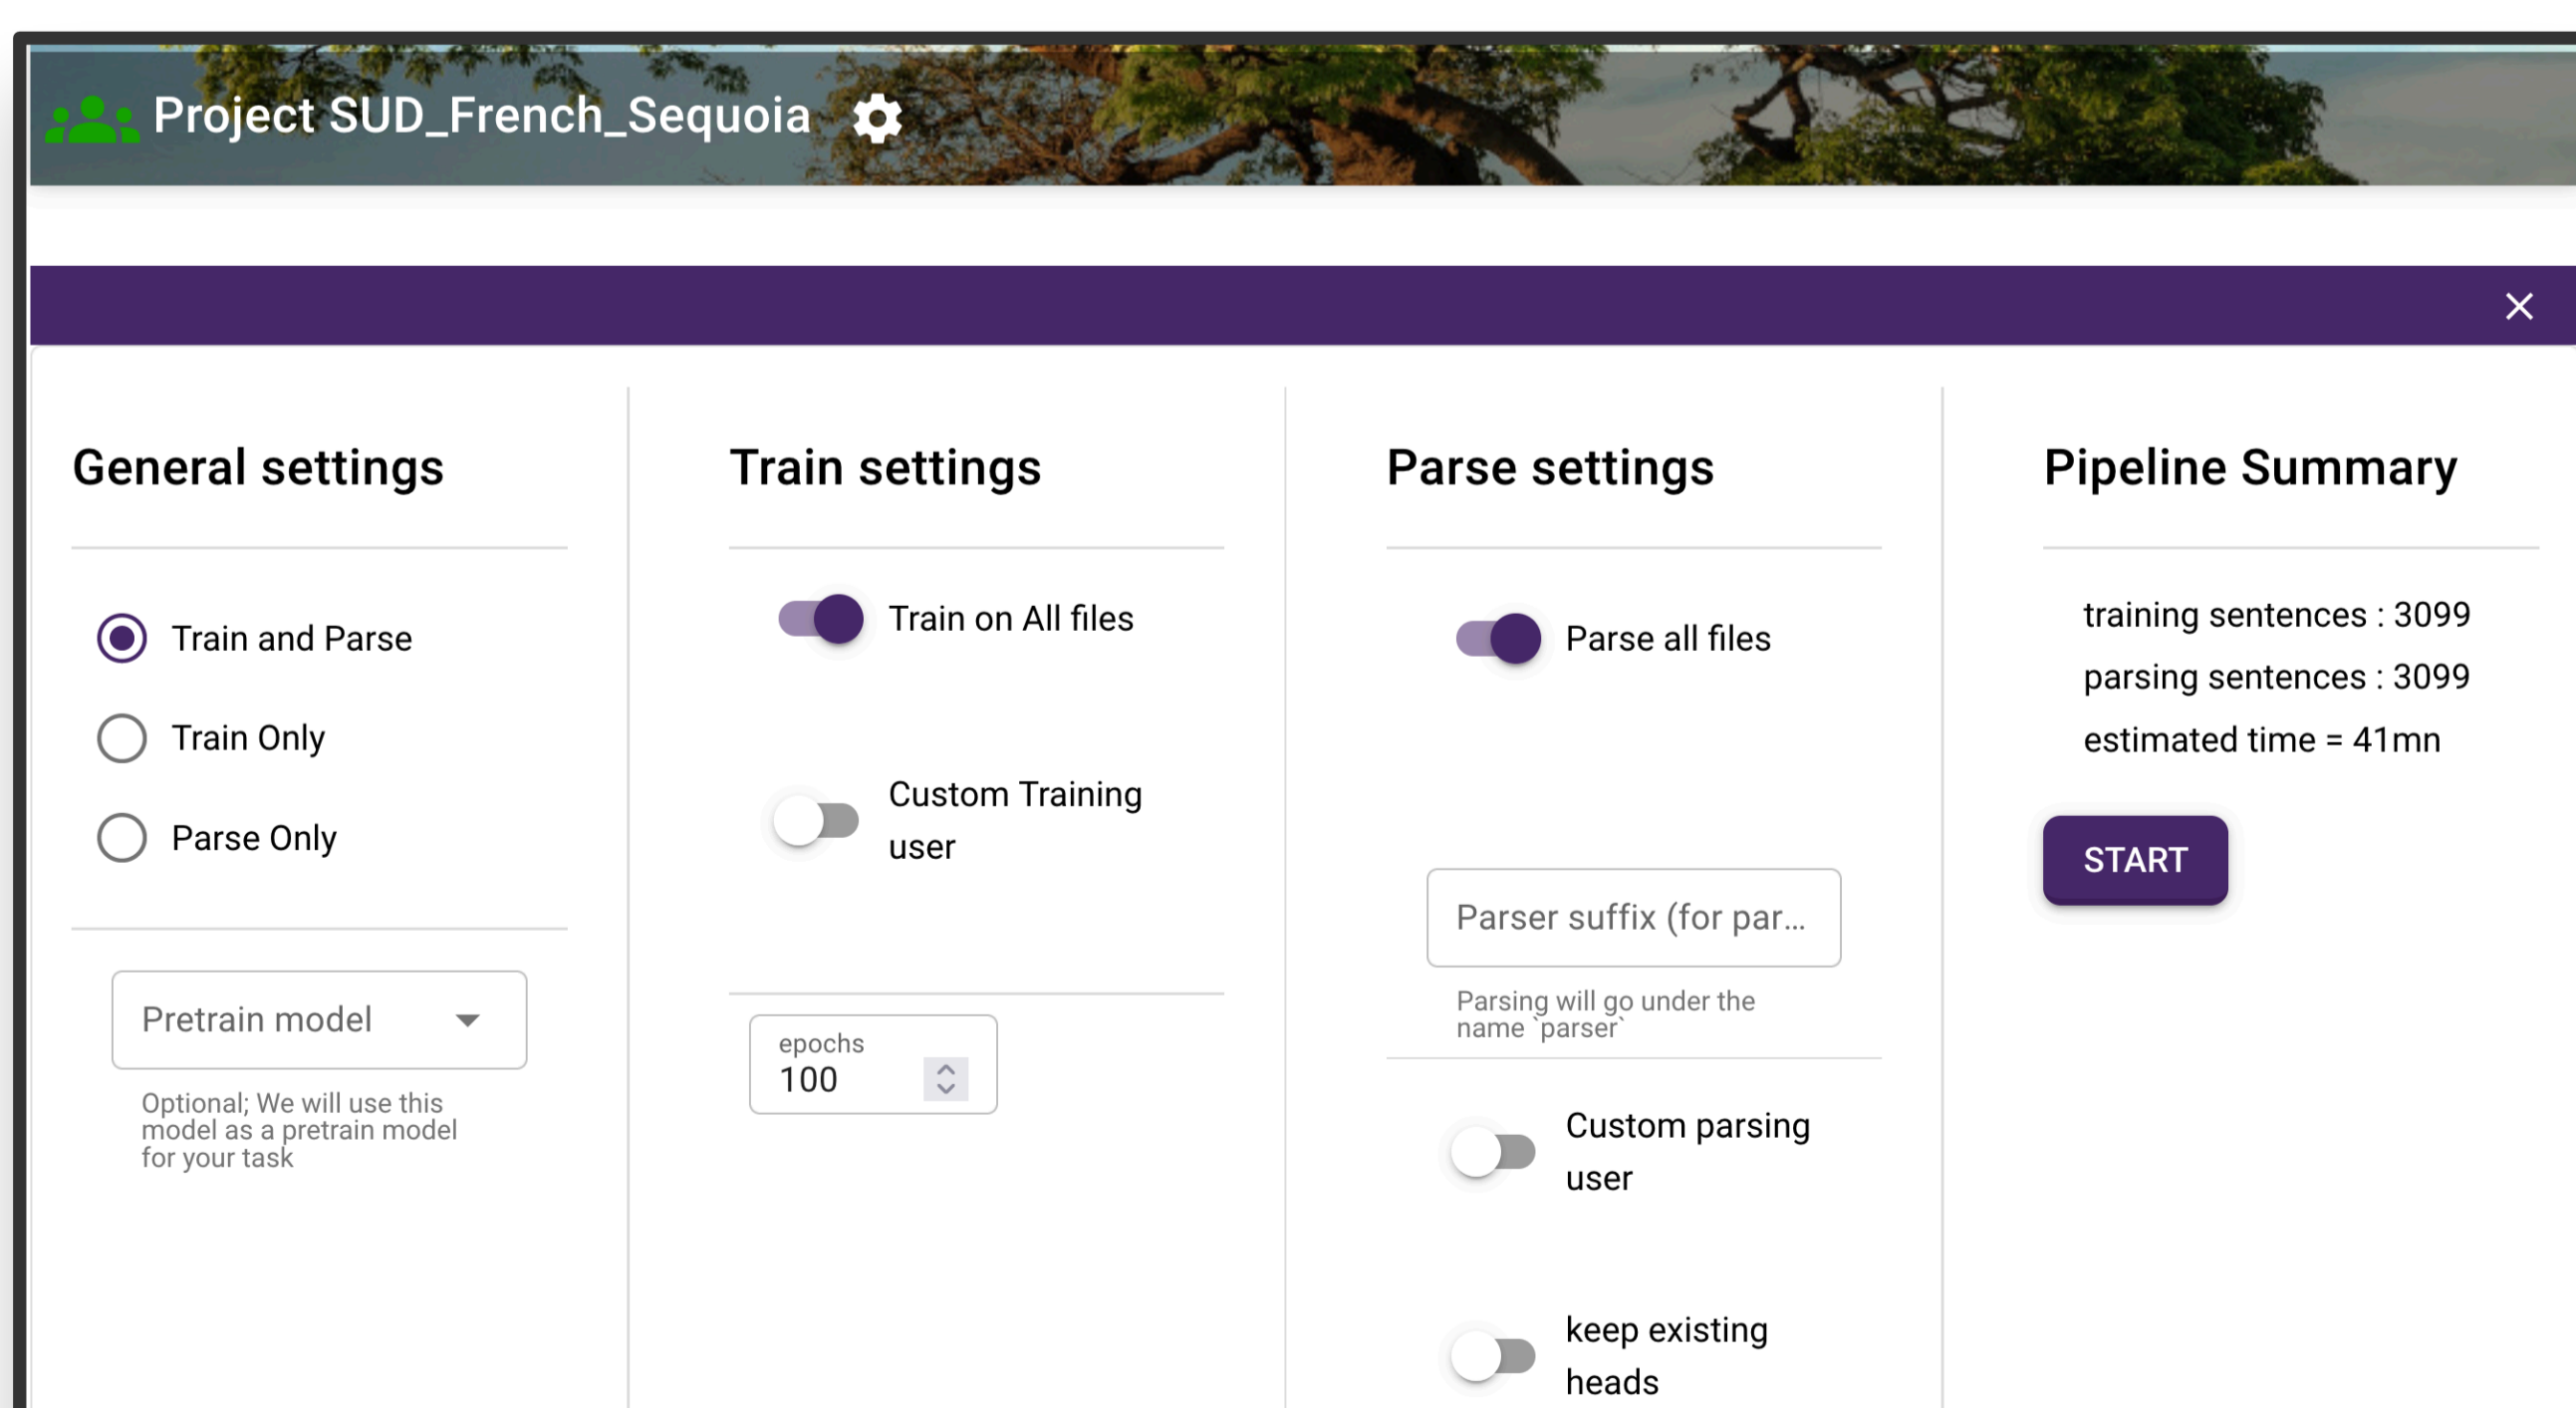 Project SUD_French_Sequoia
General settings
Train and Parse
Train Only
Parse Only
Pretrain model
Optional; We will use this
model as a pretrain model
for your task
Train settings
Train on All files
Custom Training
user
epochs
100
Parse settings
Parse all files
Parser suffix (for par...
Parsing will go under the
name `parser`
Custom parsing
user
keep existing
heads
Pipeline Summary
training sentences : 3099
parsing sentences : 3099
estimated time = 41mn
START